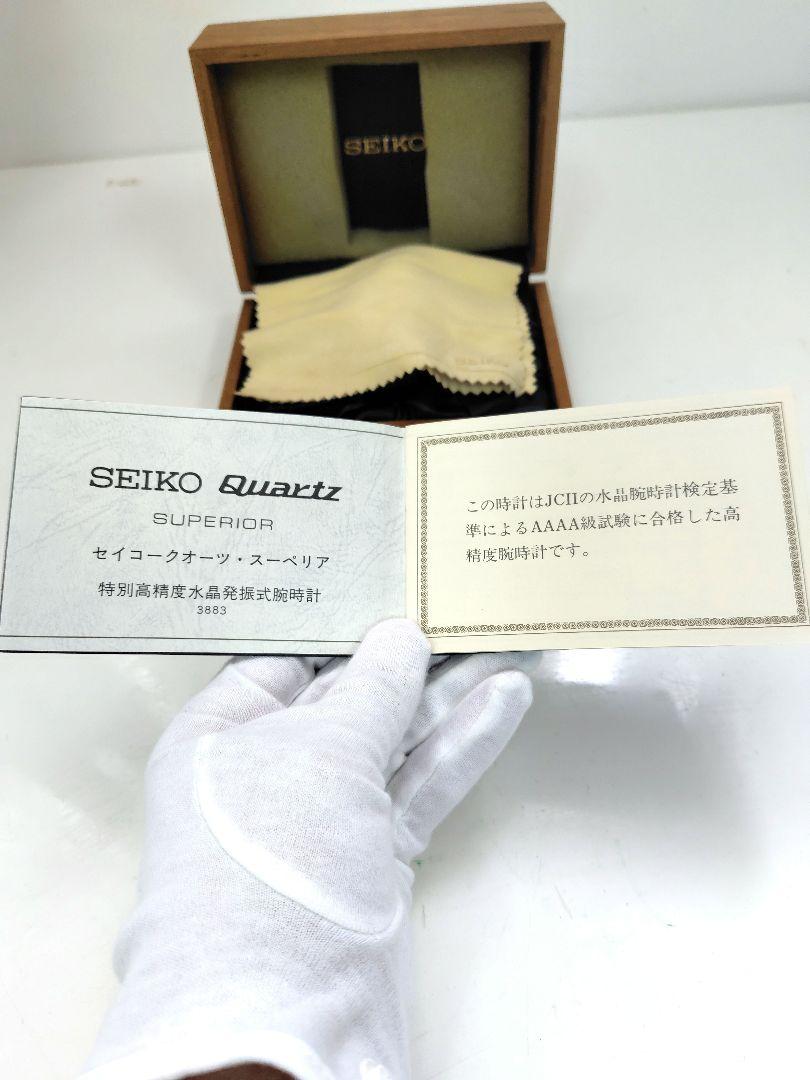 SEIKO
SEIKO
SEIKO Quartz
SUPERIOR
セイコークオーツ・スーペリア
特別高精度水晶発振式腕時計
3883
この時計はJCIIの水晶腕時計検定基
準によるAAAA級試験に合格した高
精度腕時計です。